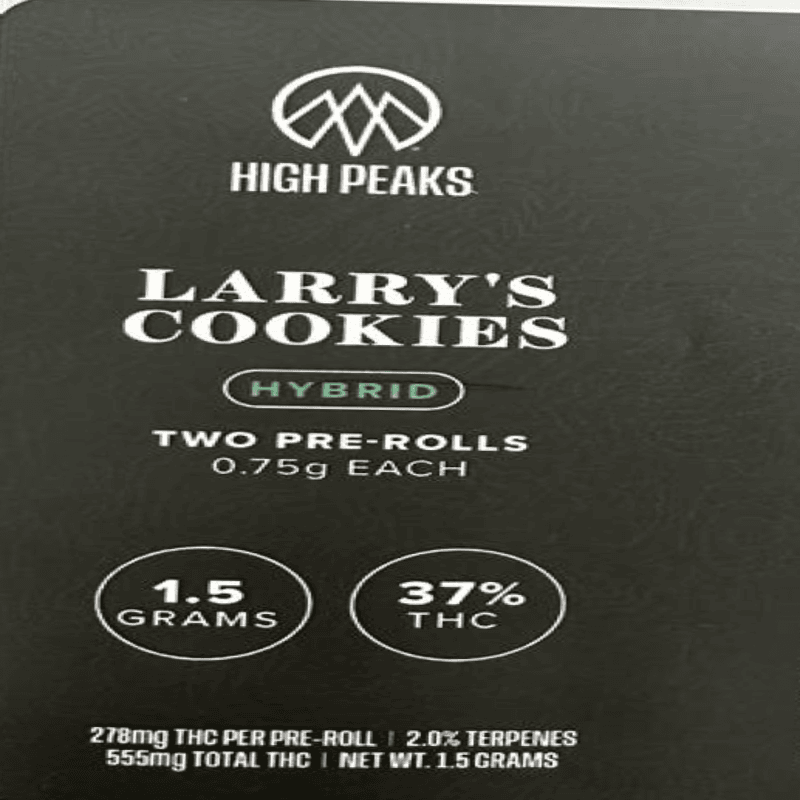 HIGH PEAKS
LARRY'S
COOKIES
HYBRID
TWO PRE-ROLLS
0.75g EACH
1.5
GRAMS
37%
THC
278mg THC PER PRE-ROLL | 2.0% TERPENES
555mg TOTAL THC | NET WT. 1.5 GRAMS